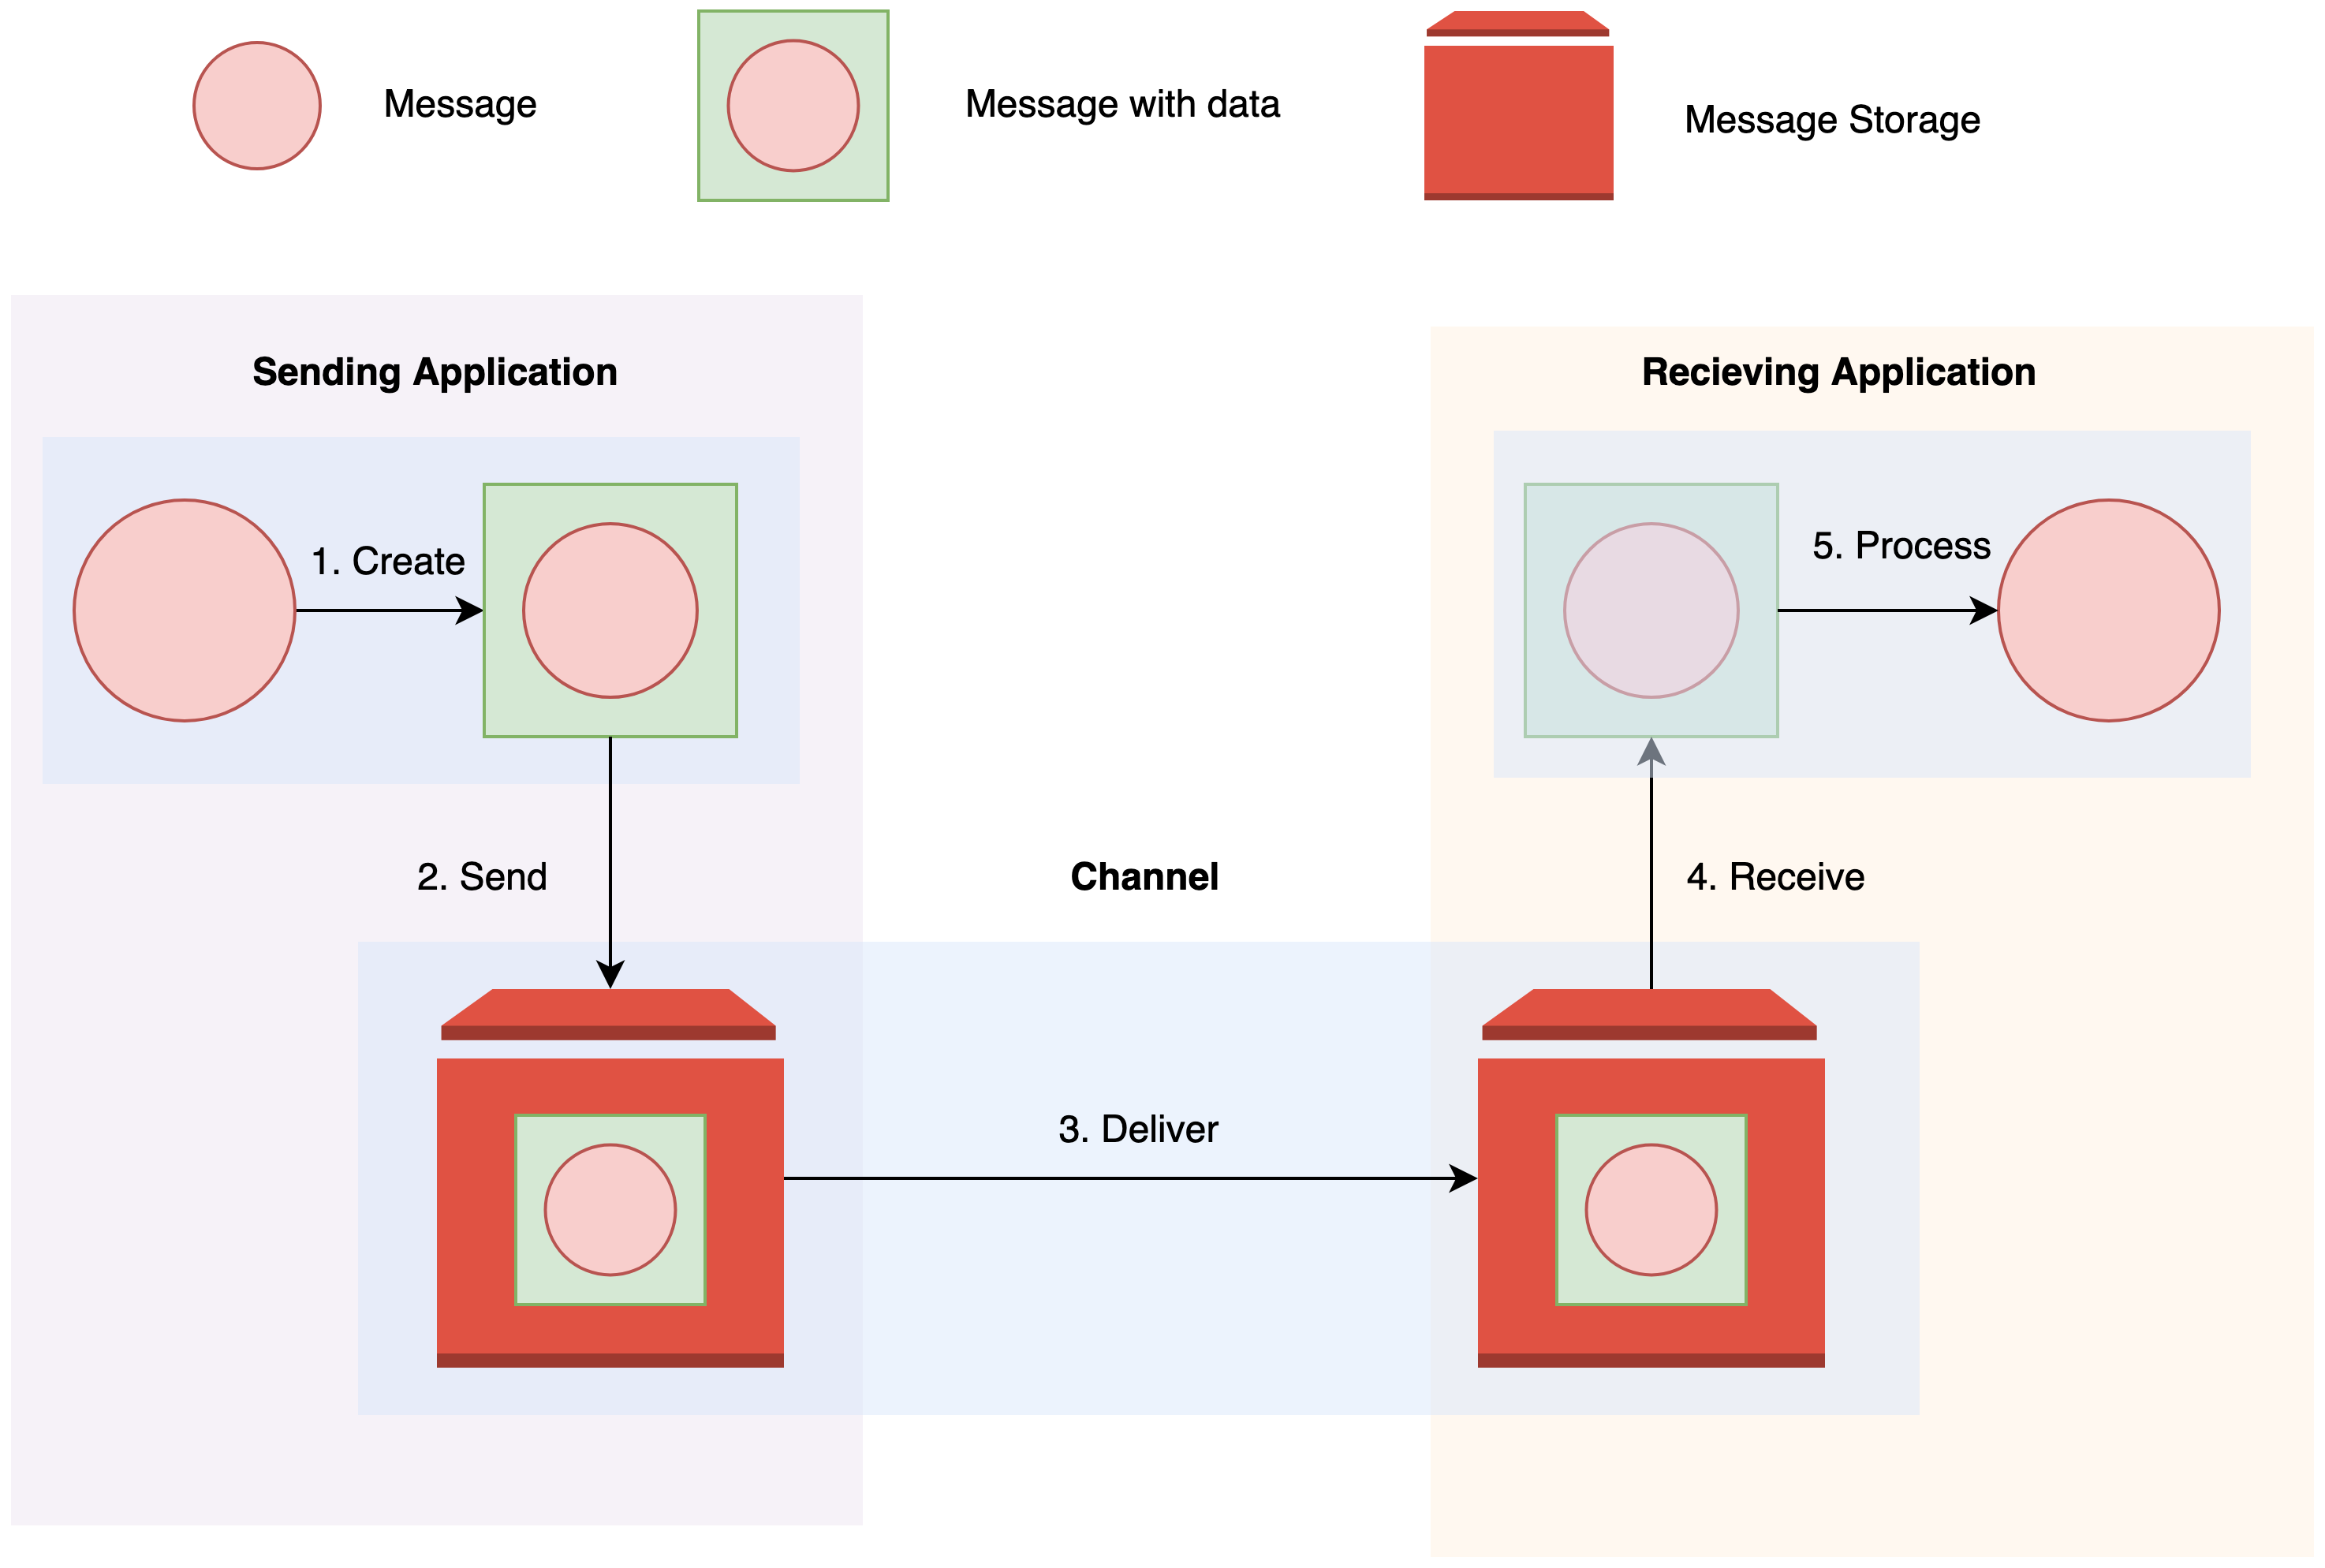 Message
Message with data
Message Storage
Sending Application
Recieving Application
1. Create
5. Process
2. Send
Channel
4. Receive
3. Deliver